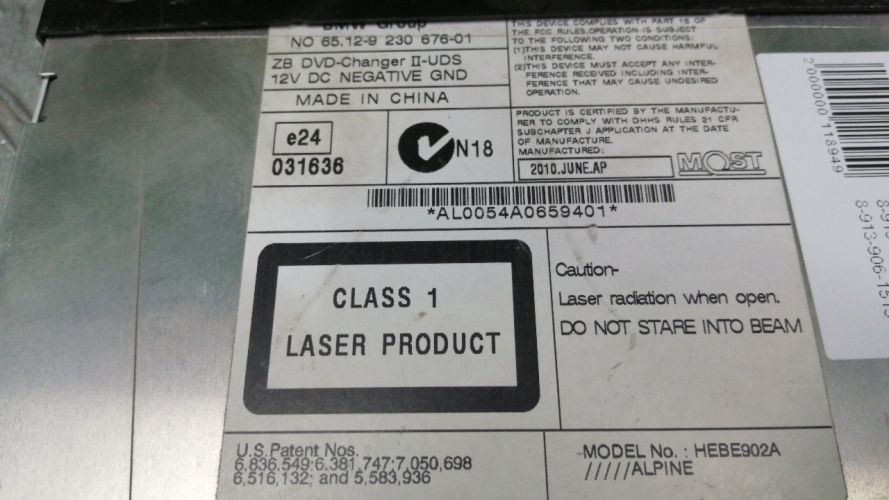 BMW Group
NO 65.12-9 230 676-01
ZB DVD-Changer II-UDS
12V DC NEGATIVE GND
MADE IN CHINA
THIS DEVICE COMPLIES WITH PART 15 OF
THE FCC RULES.OPERATION IS SUBJECT
TO THE FOLLOWING TWO CONDITIONS:
(1)THIS DEVICE MAY NOT CAUSE HARMFUL
INTERFERENCE.
(2)THIS DEVICE MUST ACCEPT ANY INTER-
FERENCE RECEIVED INCLUDING INTER-
FERENCE THAT MAY CAUSE UNDESIRED
OPERATION.
e24
031636
N18
PRODUCT IS CERTIFIED BY THE MANUFACTU-
RER TO COMPLY WITH DHHS RULES 21 CFR
SUBCHAPTER J APPLICATION AT THE DATE
OF MANUFACTURE.
MANUFACTURED:
2010.JUNE.AP
MOST
*AL0054A0659401*
CLASS 1
LASER PRODUCT
Caution-
Laser radiation when open.
DO NOT STARE INTO BEAM
U.S.Patent Nos.
6,836,549;6,381,747;7,050,698
6,516,132; and 5,583,936
MODEL No. : HEBE902A
/////ALPINE
2000000118949
8-913-906-1515